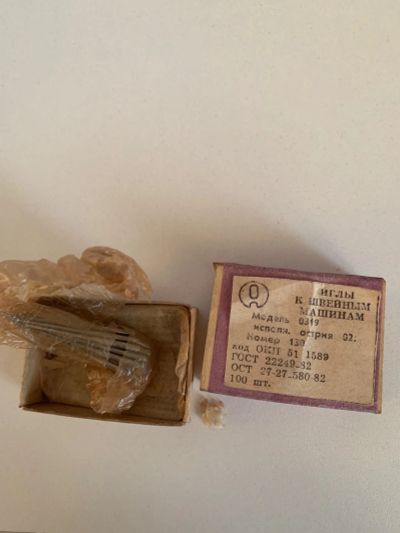 ИГЛЫ
К ШВЕЙНЫМ
МАШИНАМ
Модель 0319
исполн. острия 02;
Номер 130
код ОКП 51 1589
ГОСТ 22249-82
ОСТ 27-27-580-82
100 шт.